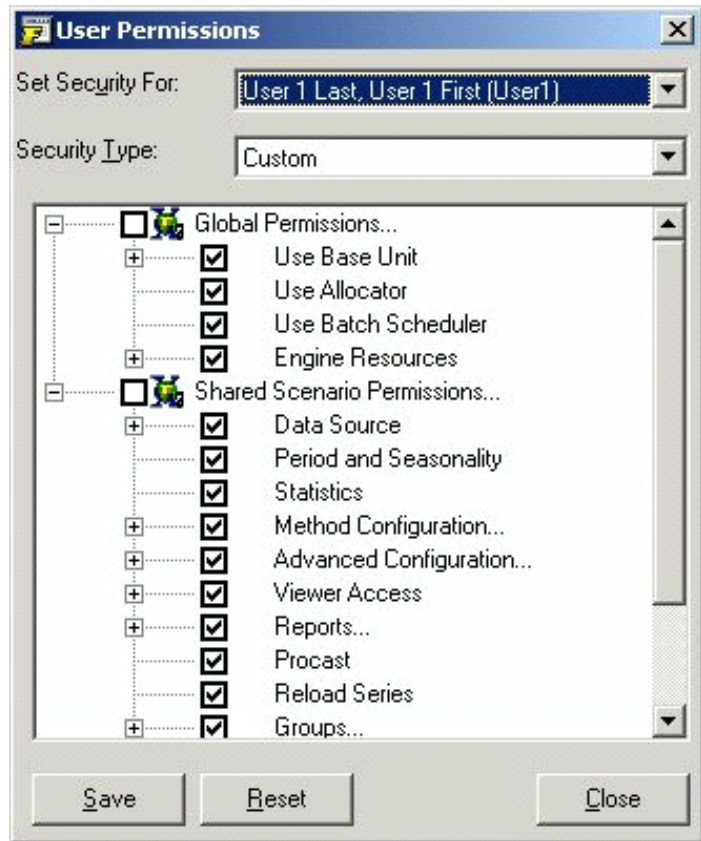 User Permissions
Set Security For:
User 1 Last, User 1 First (User1)
Security Type:
Custom
Global Permissions...
Use Base Unit
Use Allocator
Use Batch Scheduler
Engine Resources
Shared Scenario Permissions...
Data Source
Period and Seasonality
Statistics
Method Configuration...
Advanced Configuration...
Viewer Access
Reports...
Procast
Reload Series
Groups...
Save Reset Close